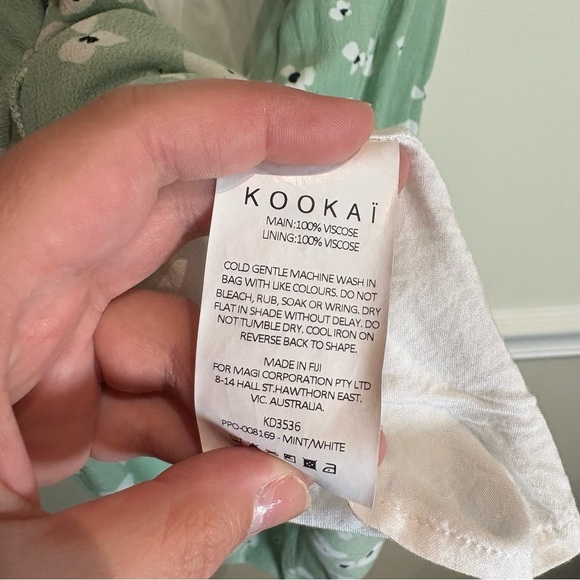 KOOKAÏ
MAIN:100% VISCOSE
LINING:100% VISCOSE
COLD GENTLE MACHINE WASH IN
BAG WITH LIKE COLOURS. DO NOT
BLEACH, RUB, SOAK OR WRING. DRY
FLAT IN SHADE WITHOUT DELAY. DO
NOT TUMBLE DRY. COOL IRON ON
REVERSE BACK TO SHAPE.
MADE IN FIJI
FOR MAGI CORPORATION PTY LTD
8-14 HALL ST.HAWTHORN EAST.
VIC. AUSTRALIA.
KD3536
PPO-008169 - MINT/WHITE